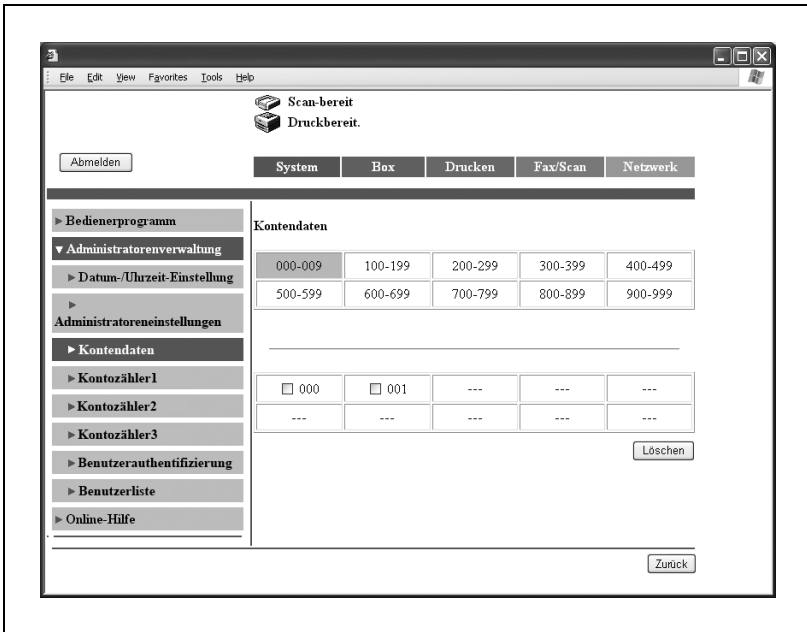 File Edit View Favorites Tools Help
Scan-bereit
Druckbereit.
Abmelden
System Box Drucken Fax/Scan Netzwerk
Bedienerprogramm
Administratorenverwaltung
Datum-/Uhrzeit-Einstellung
Administratoreneinstellungen
Kontendaten
Kontozähler1
Kontozähler2
Kontozähler3
Benutzerauthentifizierung
Benutzerliste
Online-Hilfe
Kontendaten
000-009 100-199 200-299 300-399 400-499
500-599 600-699 700-799 800-899 900-999
000 001 --- --- ---
--- --- --- --- ---
Löschen
Zurück